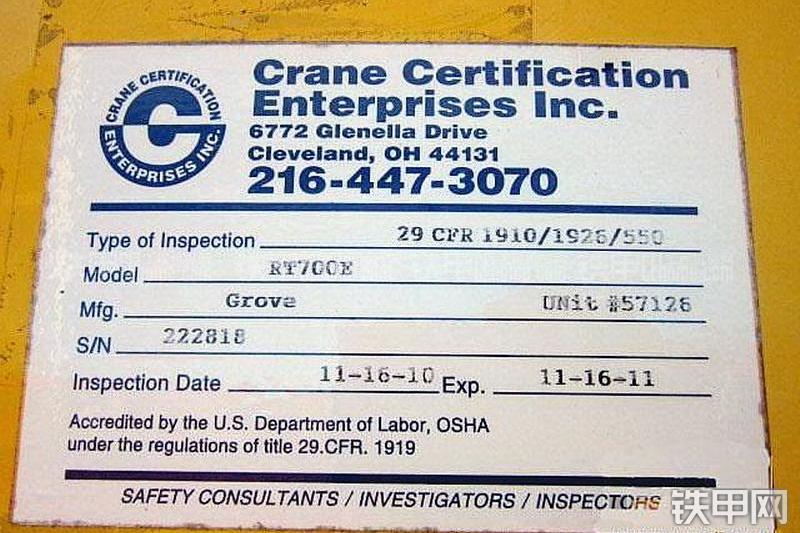 CRANE CERTIFICATION
ENTERPRISES INC.
Crane Certification
Enterprises Inc.
6772 Glenella Drive
Cleveland, OH 44131
216-447-3070
Type of Inspection 29 CFR 1910/1926/550
Model RT700E
Mfg. Grove UNit #57126
S/N 222818
Inspection Date 11-16-10 Exp. 11-16-11
Accredited by the U.S. Department of Labor, OSHA
under the regulations of title 29.CFR. 1919
SAFETY CONSULTANTS / INVESTIGATORS / INSPECTORS
铁甲网